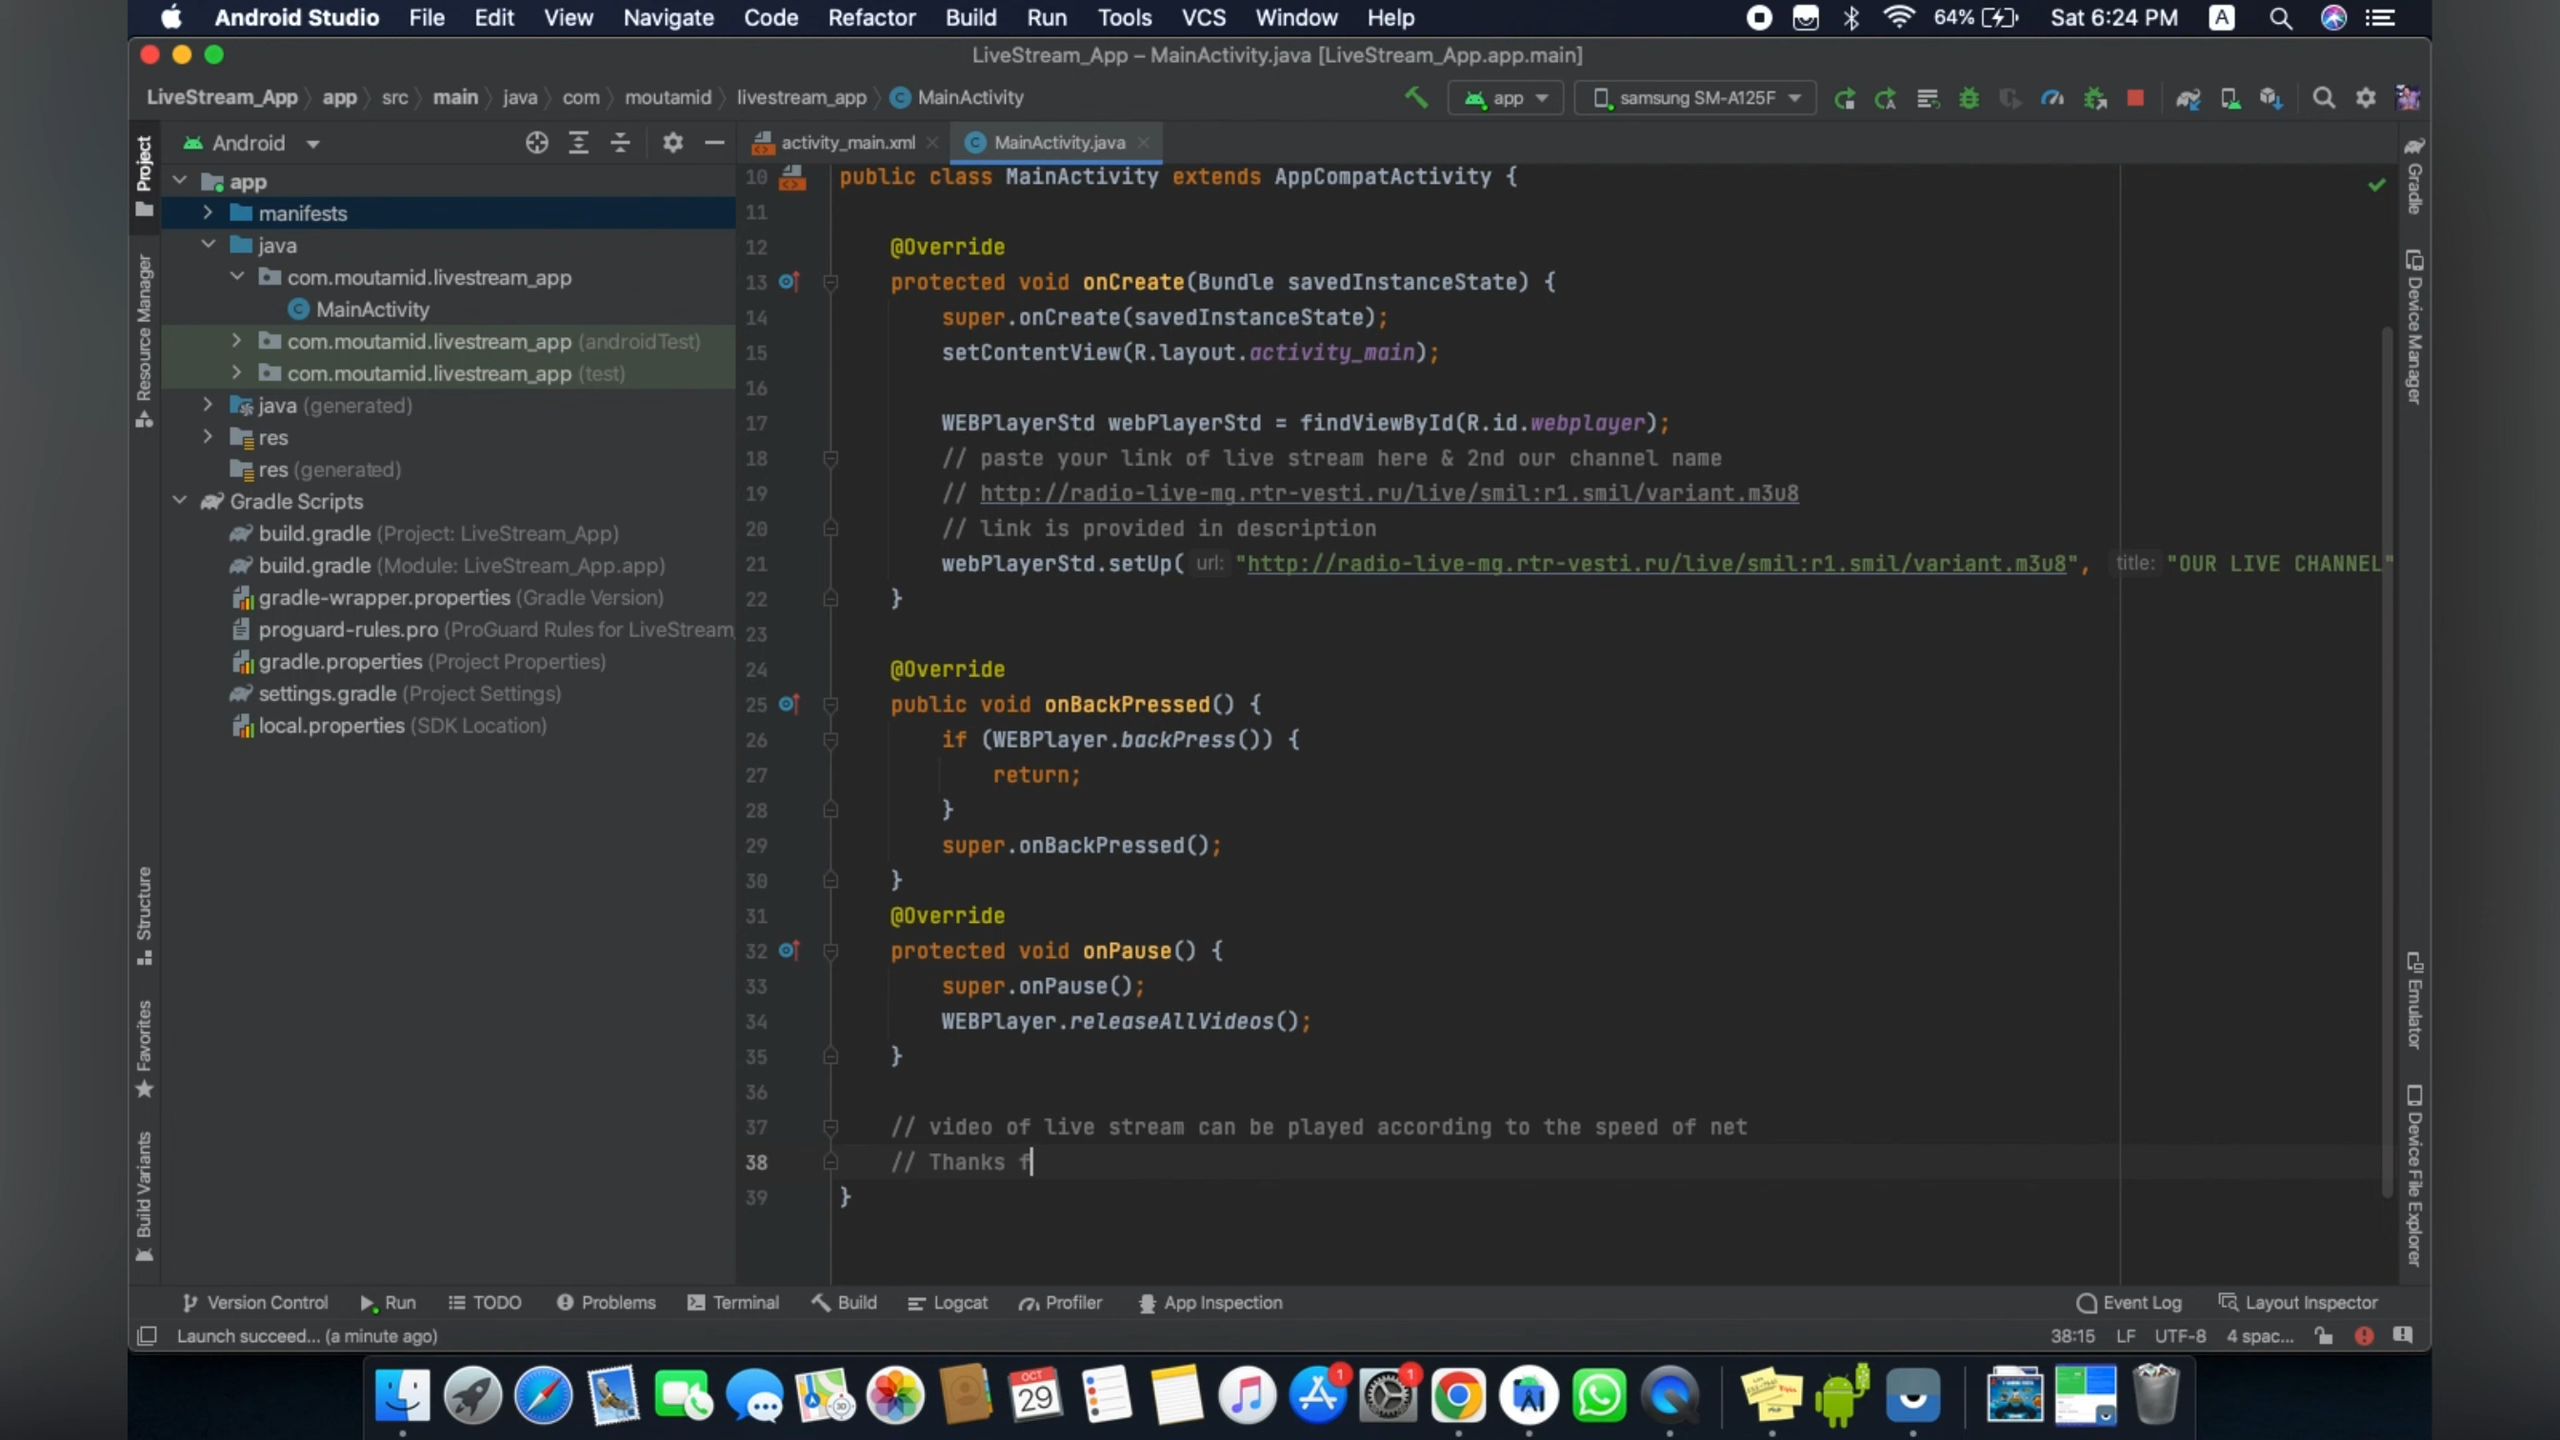 Android Studio File Edit View Navigate Code Refactor Build Run Tools VCS Window Help 64% Sat 6:24 PM A
LiveStream_App – MainActivity.java [LiveStream_App.app.main]
LiveStream_App app src main java com moutamid livestream_app MainActivity app samsung SM-A125F
Android
activity_main.xml MainActivity.java
app
manifests
java
com.moutamid.livestream_app
MainActivity
com.moutamid.livestream_app (androidTest)
com.moutamid.livestream_app (test)
java (generated)
res
res (generated)
Gradle Scripts
build.gradle (Project: LiveStream_App)
build.gradle (Module: LiveStream_App.app)
gradle-wrapper.properties (Gradle Version)
proguard-rules.pro (ProGuard Rules for LiveStream_
gradle.properties (Project Properties)
settings.gradle (Project Settings)
local.properties (SDK Location)
Project
Resource Manager
Structure
Favorites
Build Variants
10 public class MainActivity extends AppCompatActivity {
11
12 @Override
13 protected void onCreate(Bundle savedInstanceState) {
14 super.onCreate(savedInstanceState);
15 setContentView(R.layout.activity_main);
16
17 WEBPlayerStd webPlayerStd = findViewById(R.id.webplayer);
18 // paste your link of live stream here & 2nd our channel name
19 // http://radio-live-mg.rtr-vesti.ru/live/smil:r1.smil/variant.m3u8
20 // link is provided in description
21 webPlayerStd.setUp( url: "http://radio-live-mg.rtr-vesti.ru/live/smil:r1.smil/variant.m3u8", title: "OUR LIVE CHANNEL"
22 }
23
24 @Override
25 public void onBackPressed() {
26 if (WEBPlayer.backPress()) {
27 return;
28 }
29 super.onBackPressed();
30 }
31 @Override
32 protected void onPause() {
33 super.onPause();
34 WEBPlayer.releaseAllVideos();
35 }
36
37 // video of live stream can be played according to the speed of net
38 // Thanks f
39 }
Gradle
Device Manager
Emulator
Device File Explorer
Version Control Run TODO Problems Terminal Build Logcat Profiler App Inspection Event Log Layout Inspector
Launch succeed... (a minute ago) 38:15 LF UTF-8 4 spac...
OCT
29
1
1